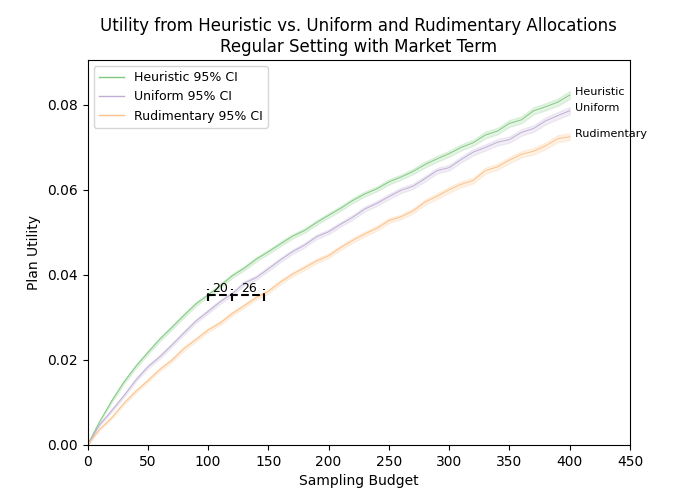 Utility from Heuristic vs. Uniform and Rudimentary Allocations
Regular Setting with Market Term
Heuristic 95% CI
Uniform 95% CI
Rudimentary 95% CI
Heuristic
Uniform
Rudimentary
20
26
Plan Utility
0.08
0.06
0.04
0.02
0.00
0
50
100
150
200
250
300
350
400
450
Sampling Budget